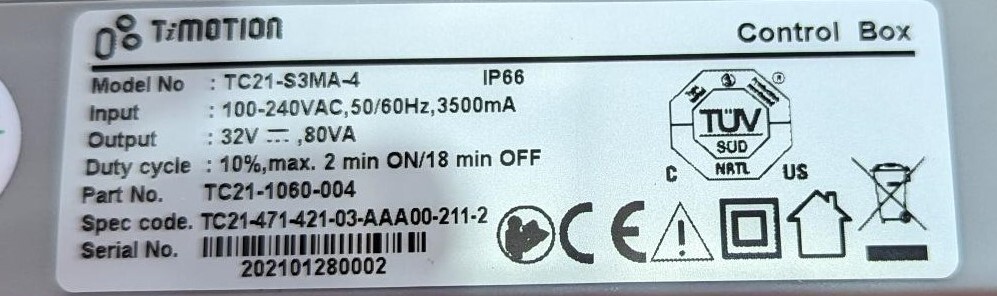 TiMOTION
Control Box
Model No : TC21-S3MA-4 IP66
Input : 100-240VAC,50/60Hz,3500mA
Output : 32V ⎓ ,80VA
Duty cycle : 10%,max. 2 min ON/18 min OFF
Part No. TC21-1060-004
Spec code. TC21-471-421-03-AAA00-211-2
Serial No.
202101280002
®
TÜV
SÜD
NRTL
C US
CE